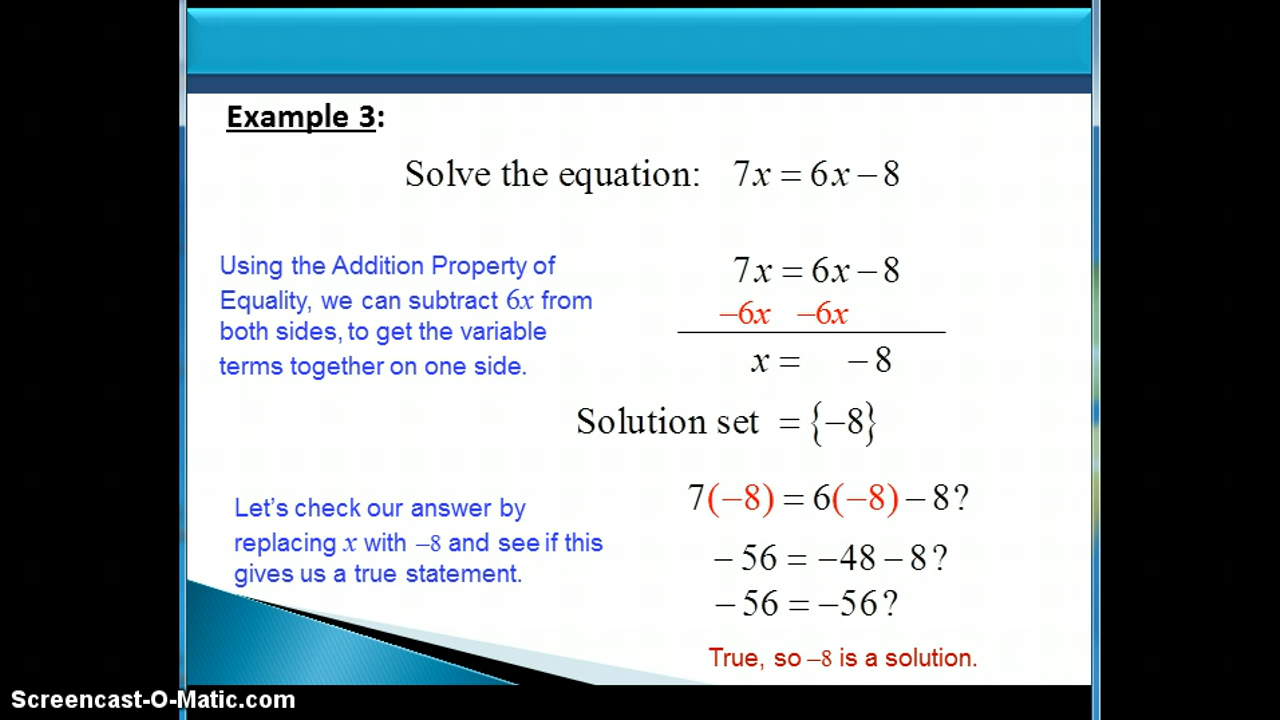 Example 3:
Solve the equation: 7x = 6x − 8
Using the Addition Property of
Equality, we can subtract 6x from
both sides, to get the variable
terms together on one side.
7x = 6x − 8
−6x −6x
x = − 8
Solution set = {−8}
Let's check our answer by
replacing x with −8 and see if this
gives us a true statement.
7(−8) = 6(−8) − 8?
− 56 = −48 − 8?
− 56 = −56?
True, so −8 is a solution.
Screencast-O-Matic.com